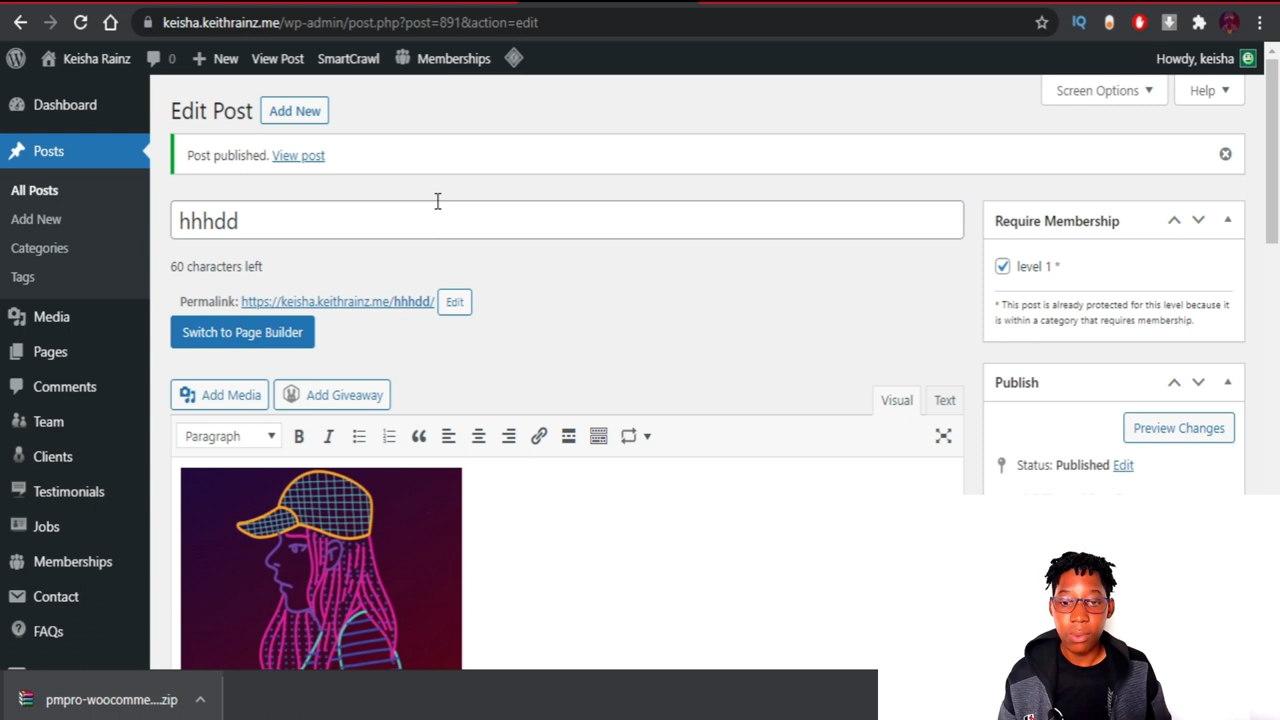 keisha.keithrainz.me/wp-admin/post.php?post=891&action=edit
IQ
Keisha Rainz 0 New View Post SmartCrawl Memberships Howdy, keisha
Dashboard
Posts
All Posts
Add New
Categories
Tags
Media
Pages
Comments
Team
Clients
Testimonials
Jobs
Memberships
Contact
FAQs
Screen Options Help
Edit Post Add New
Post published. View post
hhhdd
60 characters left
Permalink: https://keisha.keithrainz.me/hhhdd/ Edit
Switch to Page Builder
Add Media Add Giveaway
Visual Text
Paragraph B I
Require Membership
level 1 *
* This post is already protected for this level because it
is within a category that requires membership.
Publish
Preview Changes
Status: Published Edit
pmpro-woocomme....zip